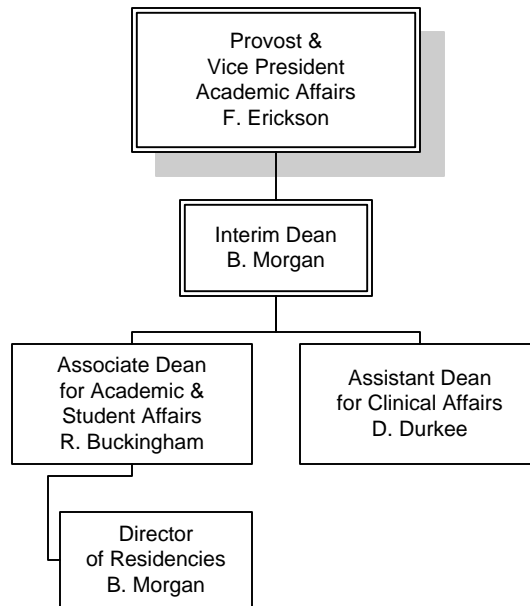 Provost &
Vice President
Academic Affairs
F. Erickson
Interim Dean
B. Morgan
Associate Dean
for Academic &
Student Affairs
R. Buckingham
Assistant Dean
for Clinical Affairs
D. Durkee
Director
of Residencies
B. Morgan